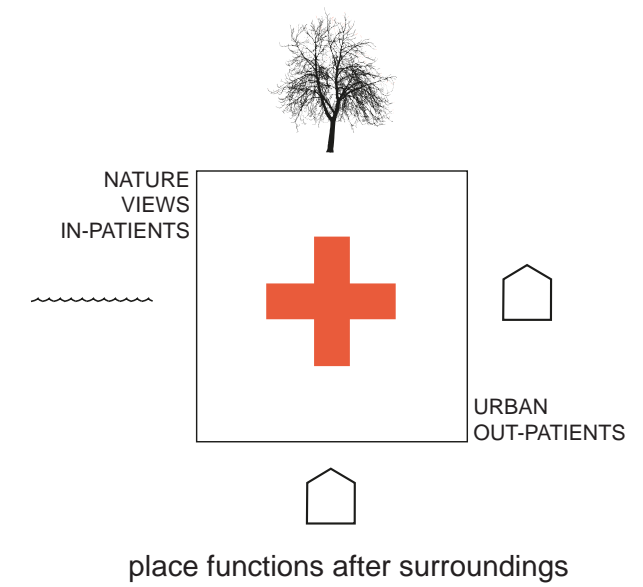 NATURE
VIEWS
IN-PATIENTS
URBAN
OUT-PATIENTS
place functions after surroundings